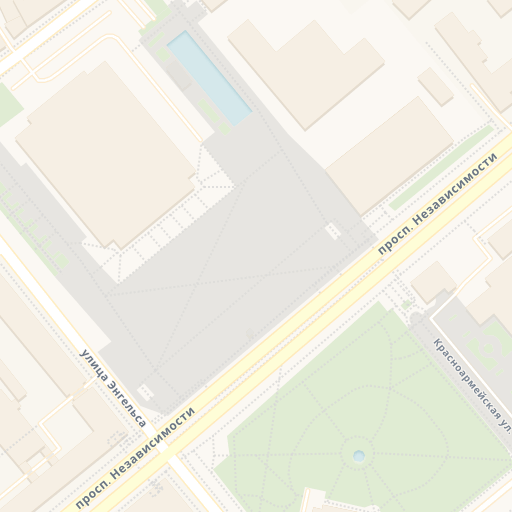 просп. Независимости
Красноармейская ул.
улица Энгельса
просп. Независимости